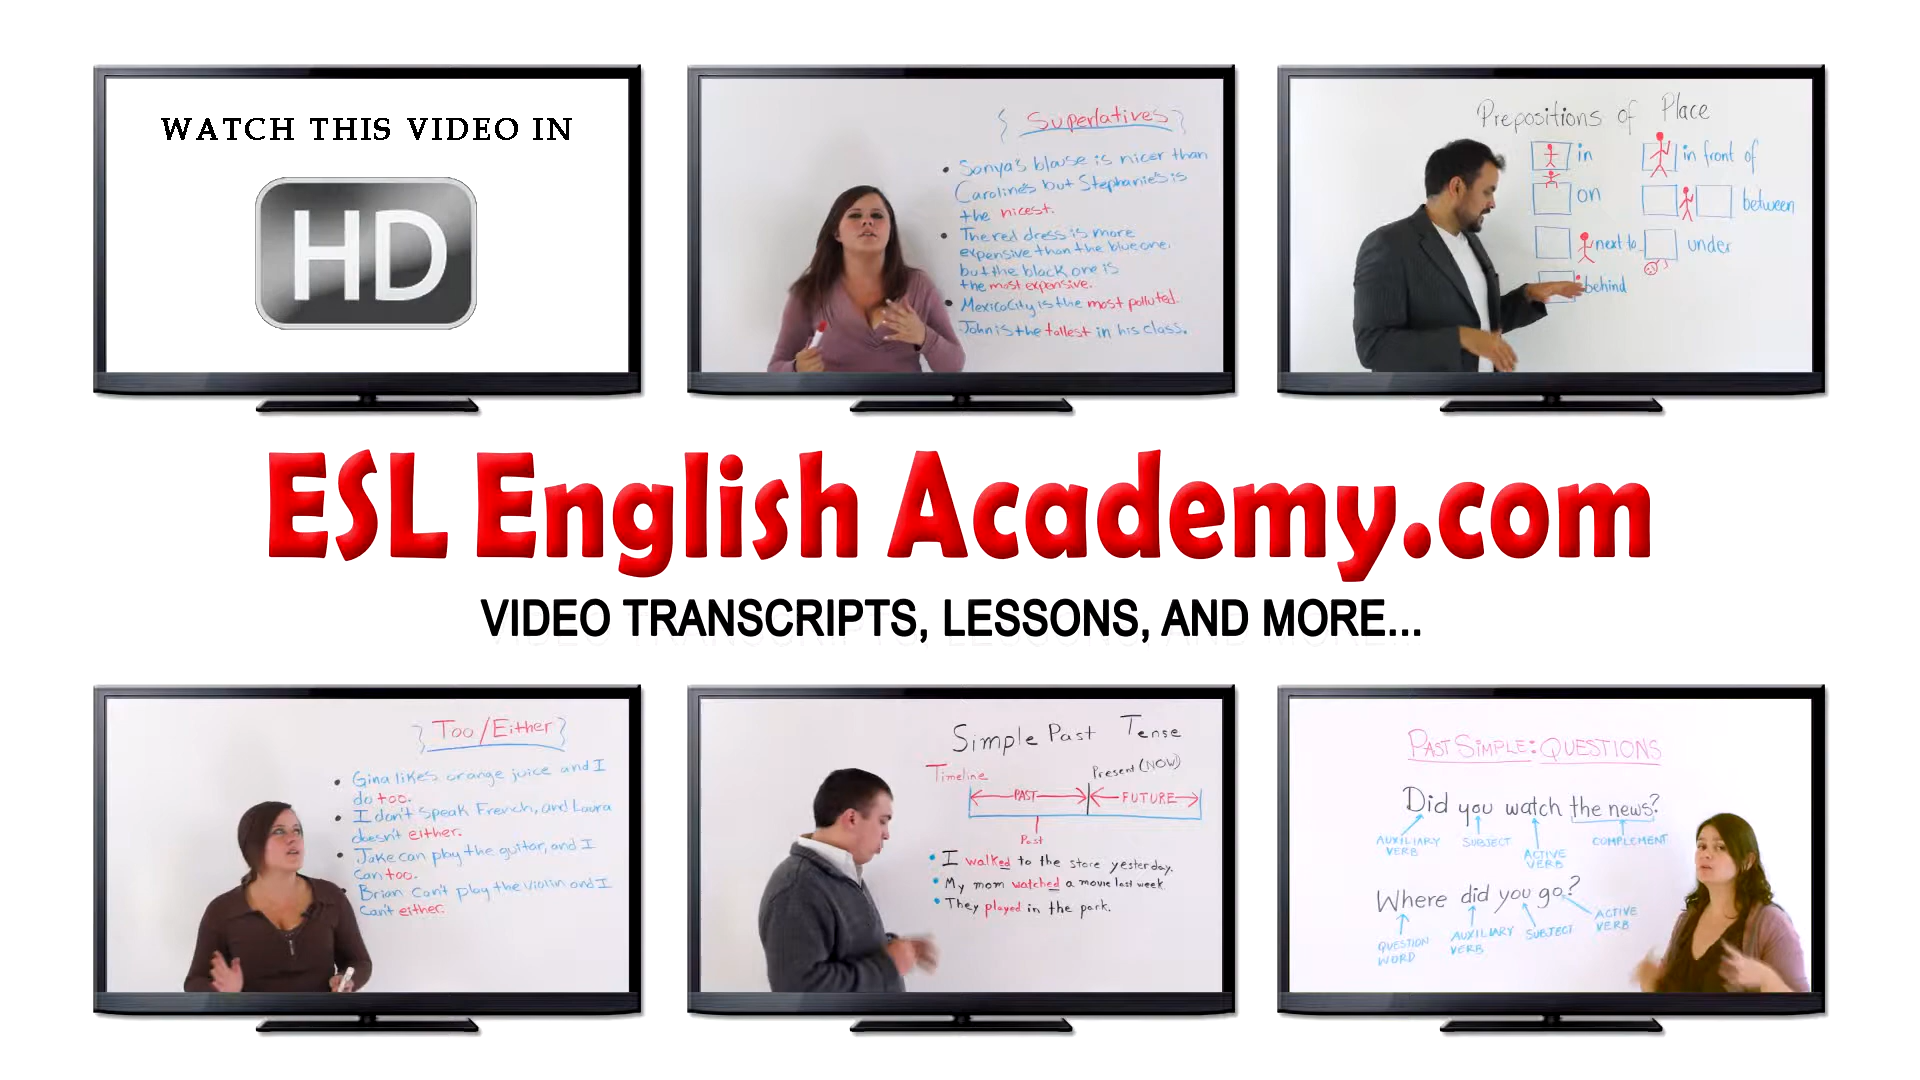 WATCH THIS VIDEO IN
HD
{ Superlatives }
• Sonya's blouse is nicer than
Caroline's but Stephanie's is
the nicest.
• The red dress is more
expensive than the blue one,
but the black one is
the most expensive.
• Mexico City is the most polluted.
John is the tallest in his class.
Prepositions of Place
in
in front of
on
between
next to
under
behind
ESL English Academy.com
VIDEO TRANSCRIPTS, LESSONS, AND MORE...
{ Too/Either }
• Gina likes orange juice and I
do too.
• I don't speak French, and Laura
doesn't either.
• Jake can play the guitar, and I
can too.
• Brian can't play the violin and I
can't either.
Simple Past Tense
Timeline
Present (NOW)
PAST
FUTURE
Past
• I walked to the store yesterday.
• My mom watched a movie last week.
• They played in the park.
PAST SIMPLE: QUESTIONS
Did you watch the news?
AUXILIARY VERB
SUBJECT
ACTIVE VERB
COMPLEMENT
Where did you go?
QUESTION WORD
AUXILIARY VERB
SUBJECT
ACTIVE VERB